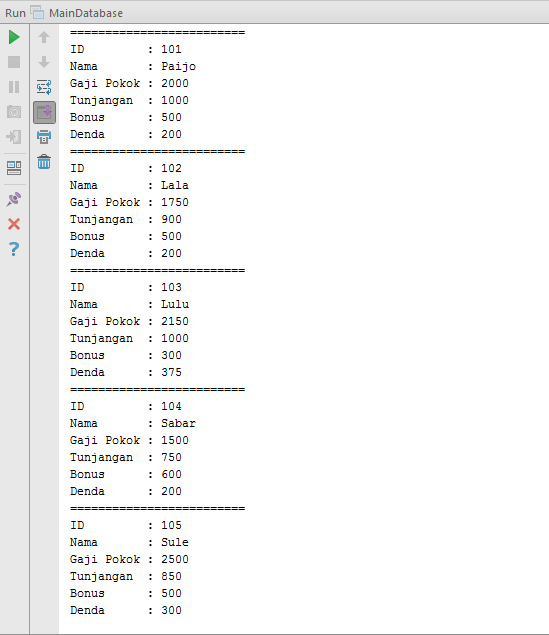 Run MainDatabase
=========================
ID         : 101
Nama       : Paijo
Gaji Pokok : 2000
Tunjangan  : 1000
Bonus      : 500
Denda      : 200
=========================
ID         : 102
Nama       : Lala
Gaji Pokok : 1750
Tunjangan  : 900
Bonus      : 500
Denda      : 200
=========================
ID         : 103
Nama       : Lulu
Gaji Pokok : 2150
Tunjangan  : 1000
Bonus      : 300
Denda      : 375
=========================
ID         : 104
Nama       : Sabar
Gaji Pokok : 1500
Tunjangan  : 750
Bonus      : 600
Denda      : 200
=========================
ID         : 105
Nama       : Sule
Gaji Pokok : 2500
Tunjangan  : 850
Bonus      : 500
Denda      : 300